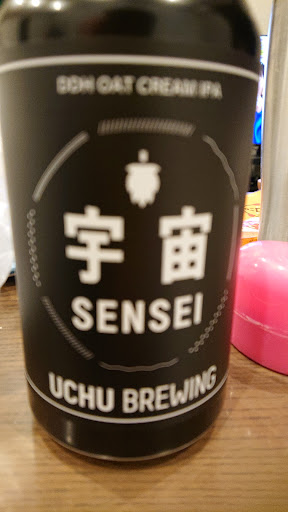 DDH OAT CREAM IPA
宇宙
SENSEI
UCHU BREWING